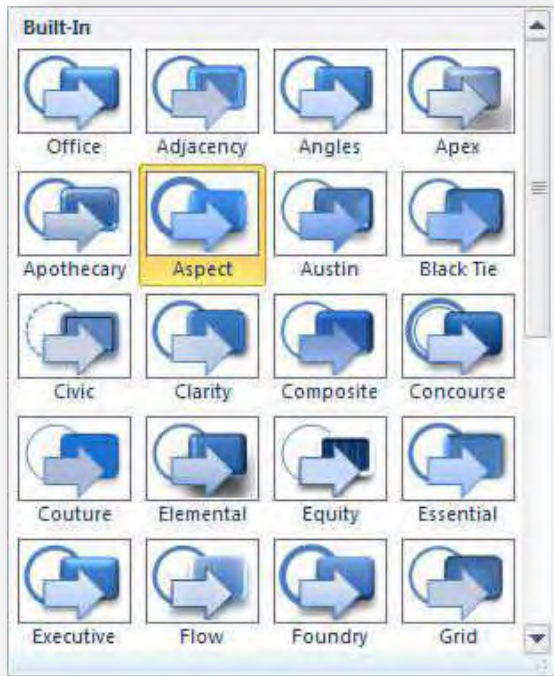 Built-In
Office Adjacency Angles Apex
Apothecary Aspect Austin Black Tie
Civic Clarity Composite Concourse
Couture Elemental Equity Essential
Executive Flow Foundry Grid